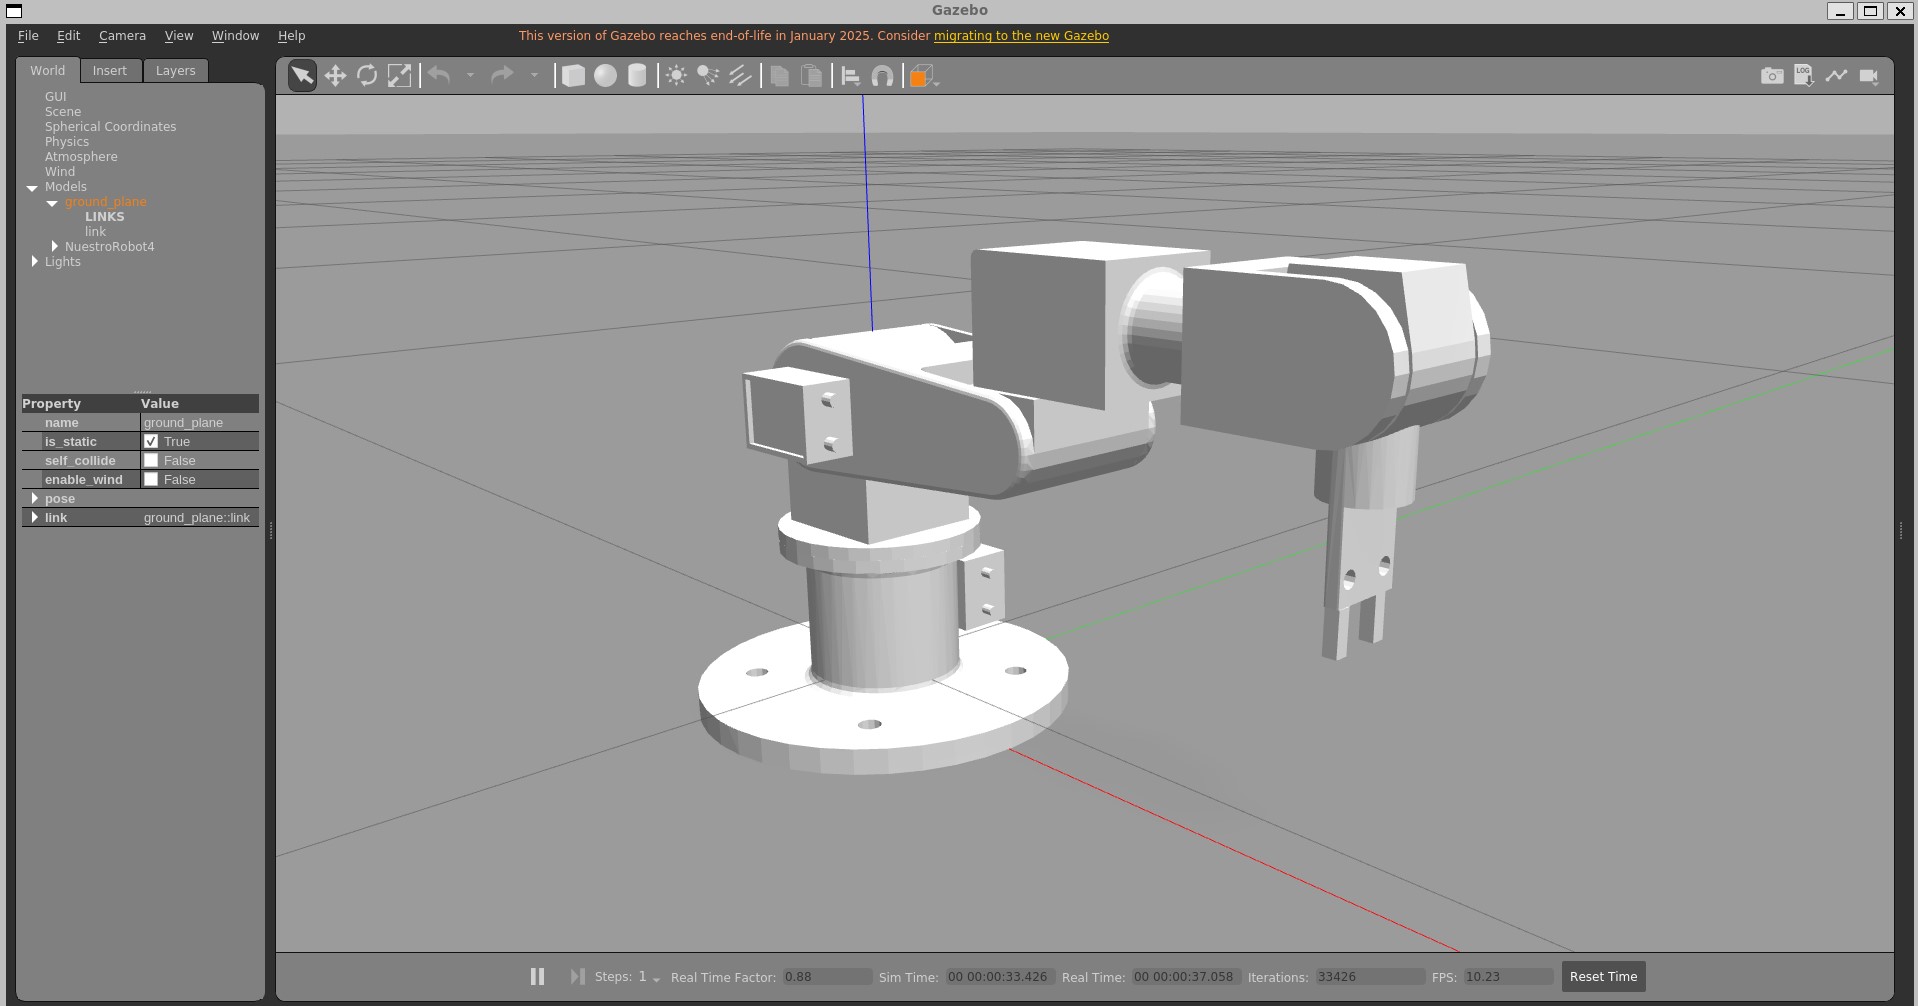 Gazebo
File Edit Camera View Window Help
This version of Gazebo reaches end-of-life in January 2025. Consider migrating to the new Gazebo
World Insert Layers
LOG
GUI
Scene
Spherical Coordinates
Physics
Atmosphere
Wind
Models
ground_plane
LINKS
link
NuestroRobot4
Lights
Property Value
name ground_plane
is_static True
self_collide False
enable_wind False
pose
link ground_plane::link
Steps: 1 Real Time Factor: 0.88 Sim Time: 00 00:00:33.426 Real Time: 00 00:00:37.058 Iterations: 33426 FPS: 10.23 Reset Time